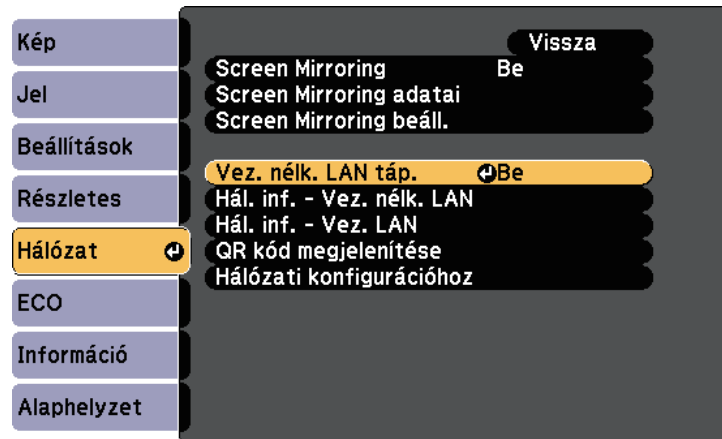 Kép
Jel
Beállítások
Részletes
Hálózat
ECO
Információ
Alaphelyzet
Vissza
Screen Mirroring Be
Screen Mirroring adatai
Screen Mirroring beáll.
Vez. nélk. LAN táp. Be
Hál. inf. - Vez. nélk. LAN
Hál. inf. - Vez. LAN
QR kód megjelenítése
Hálózati konfigurációhoz